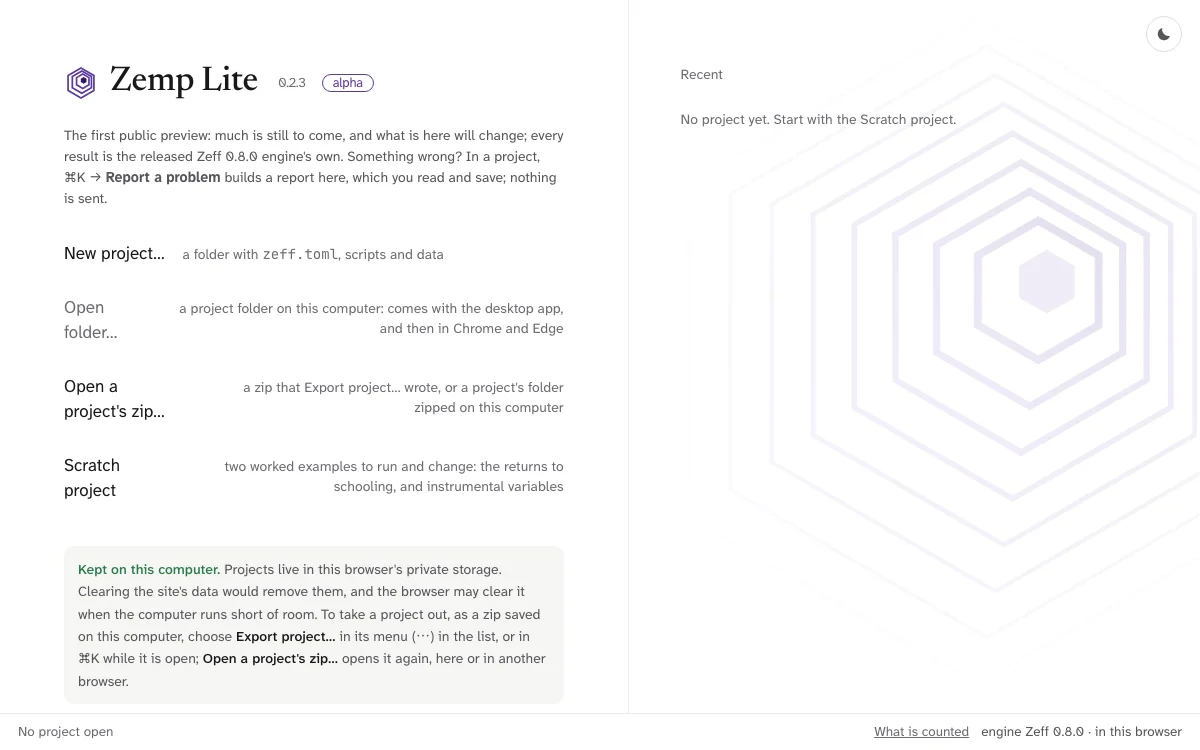 Zemp Lite 0.2.3 alpha
The first public preview: much is still to come, and what is here will change; every
result is the released Zeff 0.8.0 engine's own. Something wrong? In a project,
⌘K → Report a problem builds a report here, which you read and save; nothing
is sent.
New project... a folder with zeff.toml, scripts and data
Open
folder...
a project folder on this computer: comes with the desktop app,
and then in Chrome and Edge
Open a
project's zip...
a zip that Export project... wrote, or a project's folder
zipped on this computer
Scratch
project
two worked examples to run and change: the returns to
schooling, and instrumental variables
Kept on this computer. Projects live in this browser's private storage.
Clearing the site's data would remove them, and the browser may clear it
when the computer runs short of room. To take a project out, as a zip saved
on this computer, choose Export project... in its menu (···) in the list, or in
⌘K while it is open; Open a project's zip... opens it again, here or in another
browser.
Recent
No project yet. Start with the Scratch project.
No project open
What is counted engine Zeff 0.8.0 · in this browser